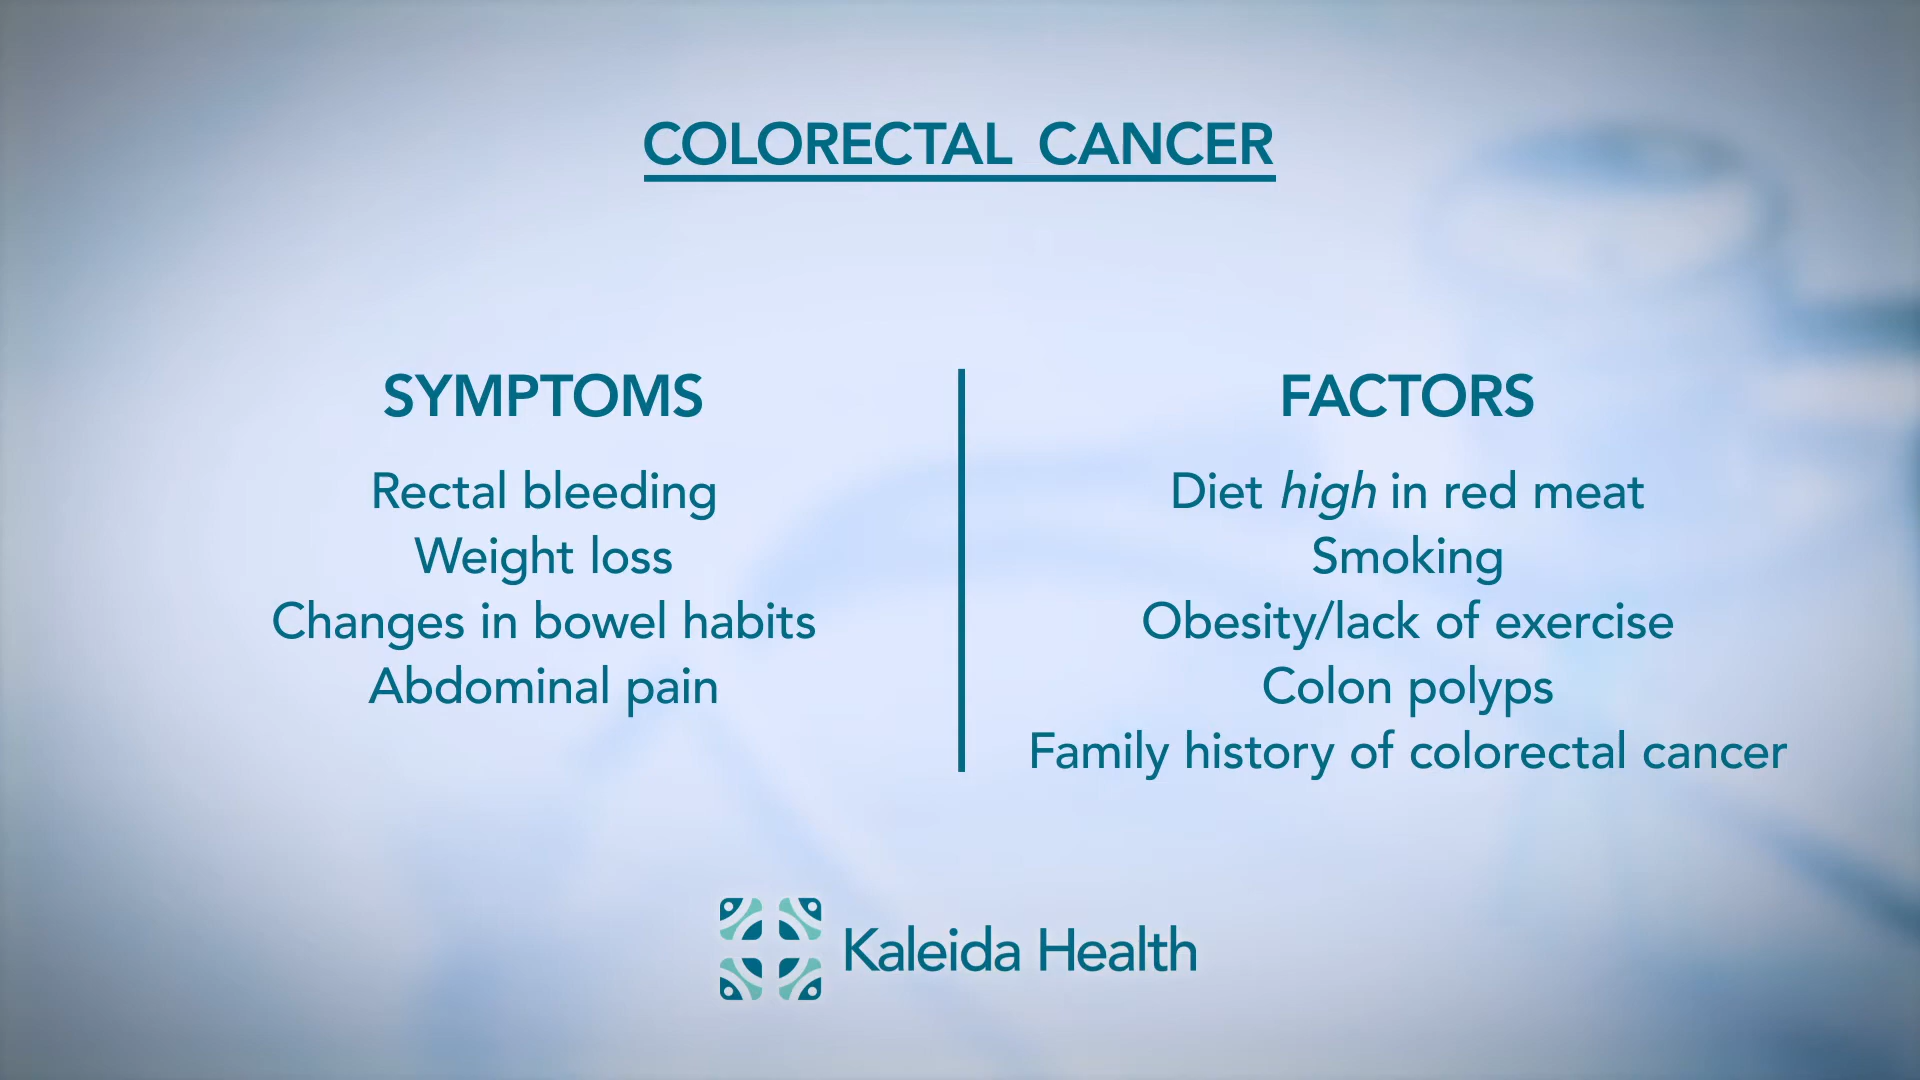 COLORECTAL CANCER
SYMPTOMS
Rectal bleeding
Weight loss
Changes in bowel habits
Abdominal pain
FACTORS
Diet high in red meat
Smoking
Obesity/lack of exercise
Colon polyps
Family history of colorectal cancer
Kaleida Health